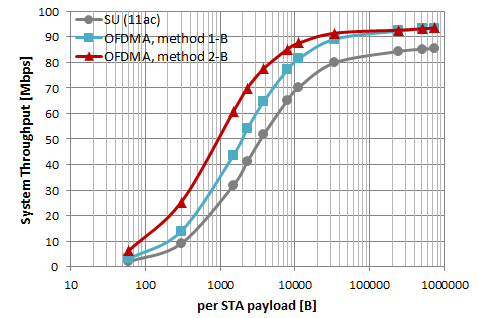 System Throughput [Mbps]
100
90
80
70
60
50
40
30
20
10
0
SU (11ac)
OFDMA, method 1-B
OFDMA, method 2-B
10 100 1000 10000 100000 1000000
per STA payload [B]